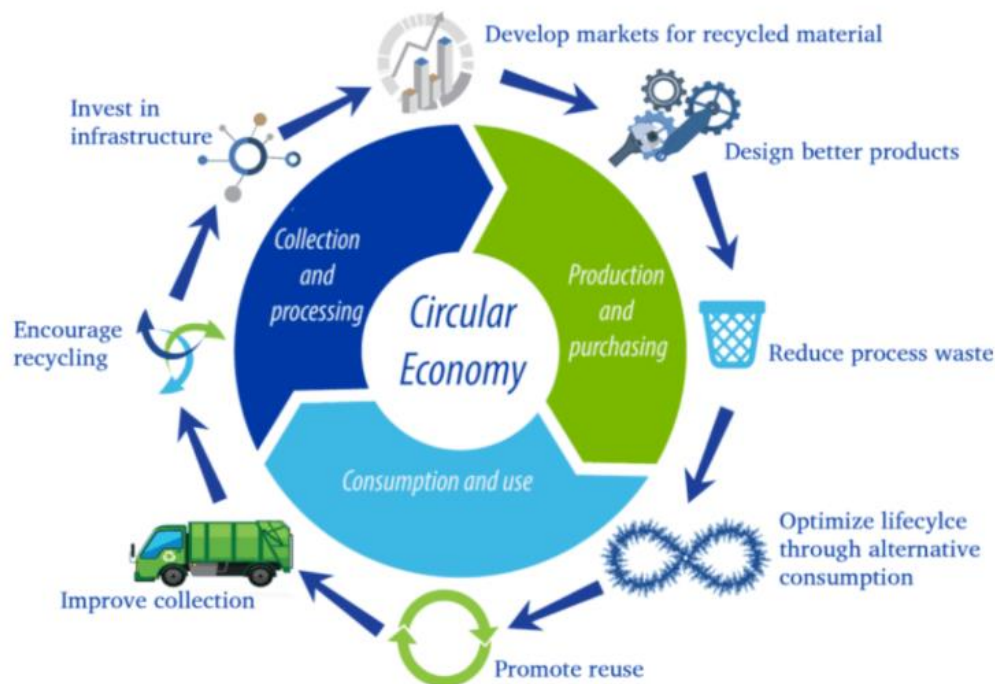 Develop markets for recycled material
Invest in
infrastructure
Design better products
Collection
and
processing
Production
and
purchasing
Circular
Economy
Encourage
recycling
Reduce process waste
Consumption and use
Optimize lifecylce
through alternative
consumption
Improve collection
Promote reuse